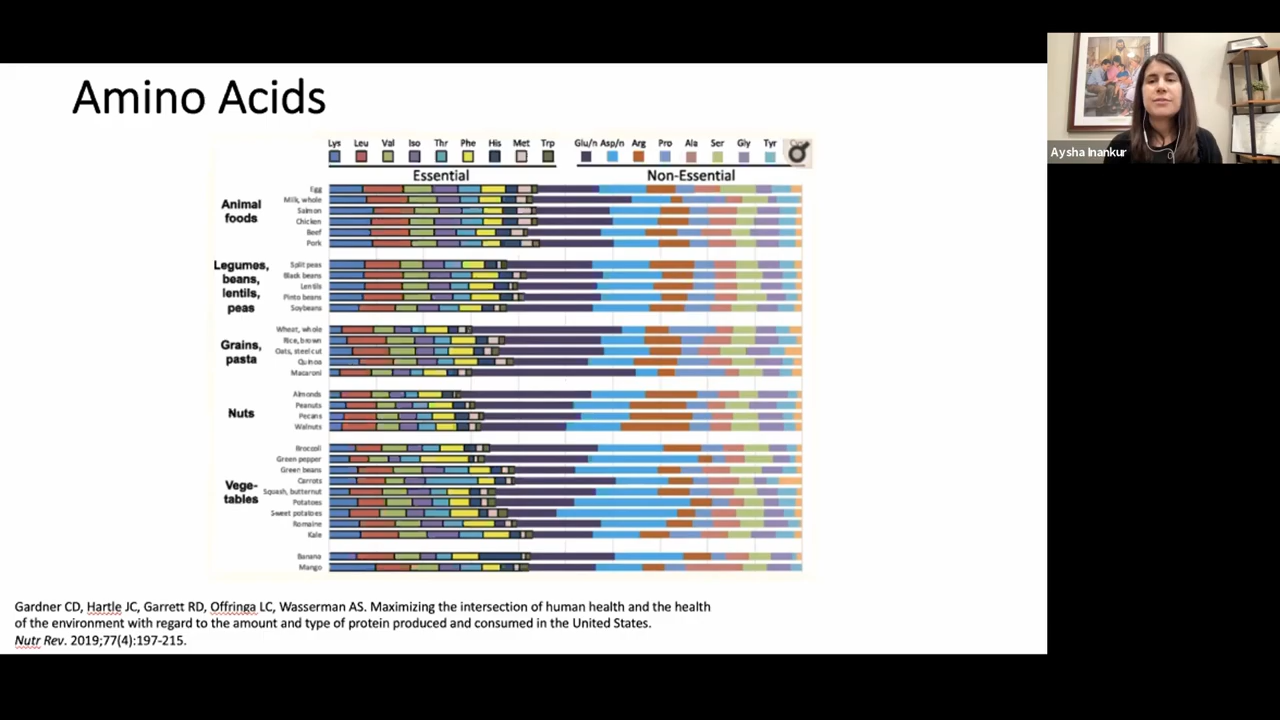 Amino Acids
Aysha Inankur
Lys Leu Val Iso Thr Phe His Met Trp Glu/n Asp/n Arg Pro Ala Ser Gly Tyr
Essential Non-Essential
Animal
foods
Egg
Milk, whole
Salmon
Chicken
Beef
Pork
Legumes,
beans,
lentils,
peas
Split peas
Black beans
Lentils
Pinto beans
Soybeans
Grains,
pasta
Wheat, whole
Rice, brown
Oats, steel cut
Quinoa
Macaroni
Nuts
Almonds
Peanuts
Pecans
Walnuts
Vege-
tables
Broccoli
Green pepper
Green beans
Carrots
Squash, butternut
Potatoes
Sweet potatoes
Romaine
Kale
Banana
Mango
Gardner CD, Hartle JC, Garrett RD, Offringa LC, Wasserman AS. Maximizing the intersection of human health and the health
of the environment with regard to the amount and type of protein produced and consumed in the United States.
Nutr Rev. 2019;77(4):197-215.